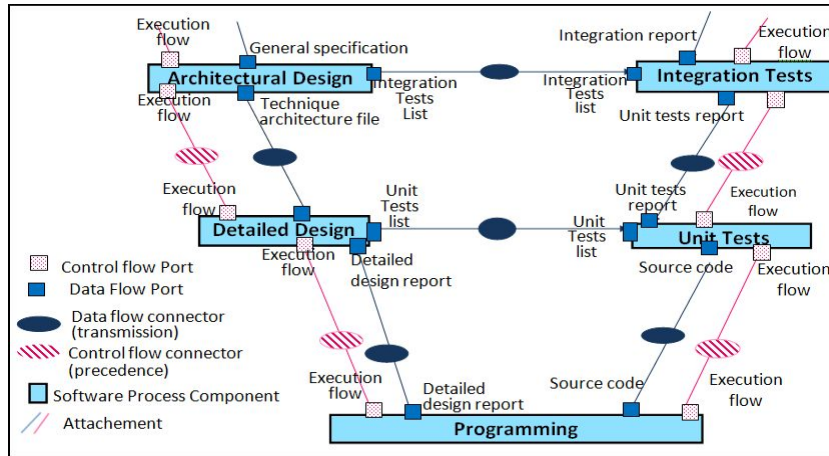 Execution
flow
General specification
Architectural Design
Execution
flow
Technique
architecture file
Integration
Tests
List
Integration
Tests
list
Integration report
Execution
flow
Integration Tests
Unit tests report
Execution
flow
Unit
Tests
list
Detailed Design
Execution
flow
Detailed
design report
Unit
Tests
list
Unit tests
report
Execution
flow
Unit Tests
Source code
Execution
flow
Control flow Port
Data Flow Port
Data flow connector
(transmission)
Control flow connector
(precedence)
Software Process Component
Attachement
Execution
flow
Detailed
design report
Source code
Execution
flow
Programming